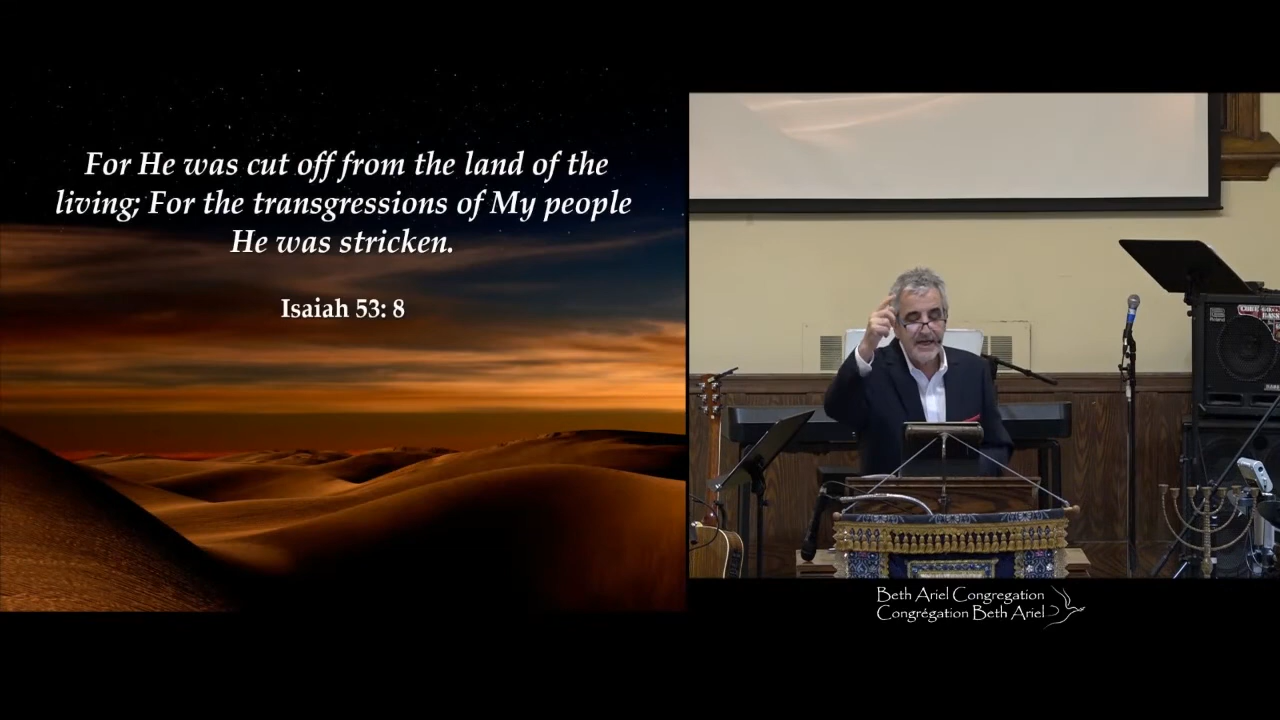 For He was cut off from the land of the
living; For the transgressions of My people
He was stricken.
Isaiah 53: 8
Beth Ariel Congregation
Congrégation Beth Ariel